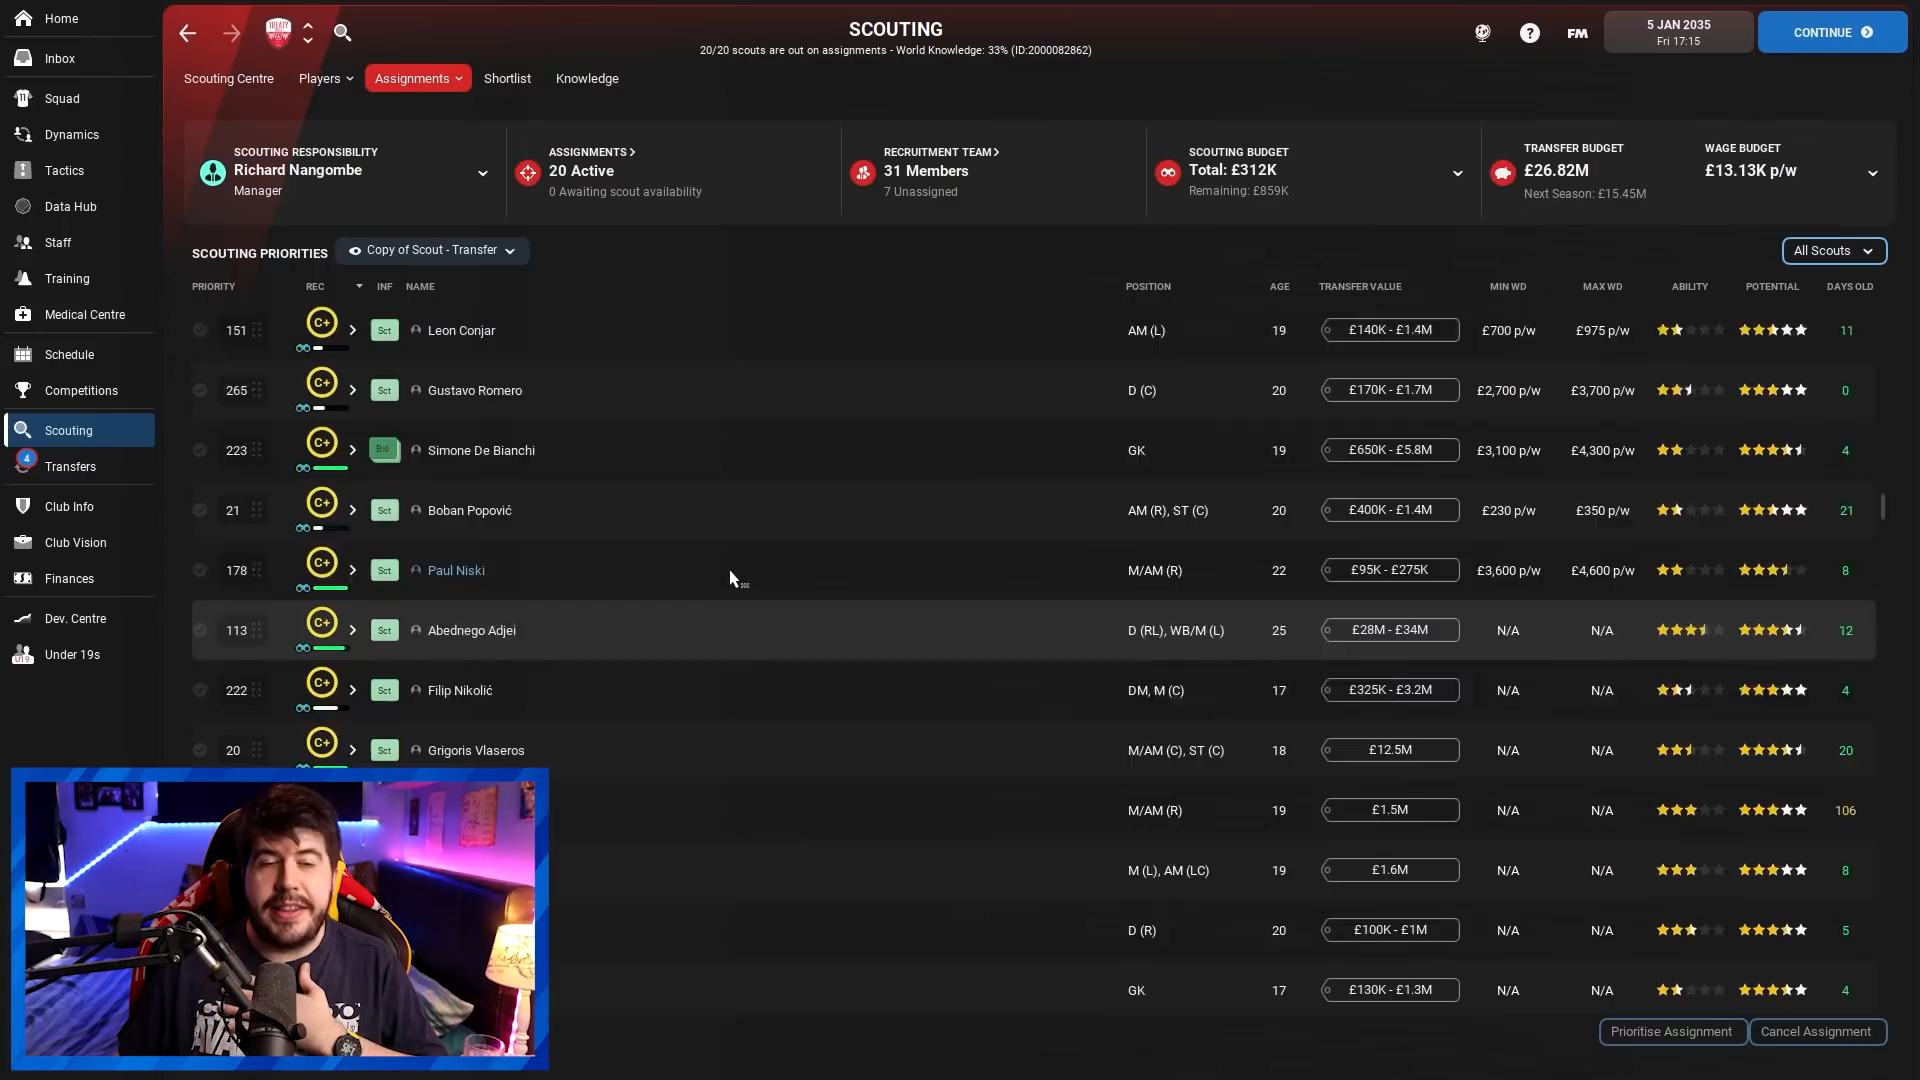 Home
Inbox
Squad
Dynamics
Tactics
Data Hub
Staff
Training
Medical Centre
Schedule
Competitions
Scouting
4
Transfers
Club Info
Club Vision
Finances
Dev. Centre
U19
Under 19s
TREATY
SCOUTING
20/20 scouts are out on assignments - World Knowledge: 33% (ID:2000082862)
?
FM
5 JAN 2035
Fri 17:15
CONTINUE
Scouting Centre
Players
Assignments
Shortlist
Knowledge
SCOUTING RESPONSIBILITY
Richard Nangombe
Manager
ASSIGNMENTS
20 Active
0 Awaiting scout availability
RECRUITMENT TEAM
31 Members
7 Unassigned
SCOUTING BUDGET
Total: £312K
Remaining: £859K
TRANSFER BUDGET
£26.82M
Next Season: £15.45M
WAGE BUDGET
£13.13K p/w
SCOUTING PRIORITIES
Copy of Scout - Transfer
All Scouts
PRIORITY REC INF NAME POSITION AGE TRANSFER VALUE MIN WD MAX WD ABILITY POTENTIAL DAYS OLD
151 C+ Sct Leon Conjar AM (L) 19 £140K - £1.4M £700 p/w £975 p/w 11
265 C+ Sct Gustavo Romero D (C) 20 £170K - £1.7M £2,700 p/w £3,700 p/w 0
223 C+ Bid Simone De Bianchi GK 19 £650K - £5.8M £3,100 p/w £4,300 p/w 4
21 C+ Sct Boban Popović AM (R), ST (C) 20 £400K - £1.4M £230 p/w £350 p/w 21
178 C+ Sct Paul Niski M/AM (R) 22 £95K - £275K £3,600 p/w £4,600 p/w 8
113 C+ Sct Abednego Adjei D (RL), WB/M (L) 25 £28M - £34M N/A N/A 12
222 C+ Sct Filip Nikolić DM, M (C) 17 £325K - £3.2M N/A N/A 4
20 C+ Sct Grigoris Vlaseros M/AM (C), ST (C) 18 £12.5M N/A N/A 20
M/AM (R) 19 £1.5M N/A N/A 106
M (L), AM (LC) 19 £1.6M N/A N/A 8
D (R) 20 £100K - £1M N/A N/A 5
GK 17 £130K - £1.3M N/A N/A 4
Prioritise Assignment
Cancel Assignment